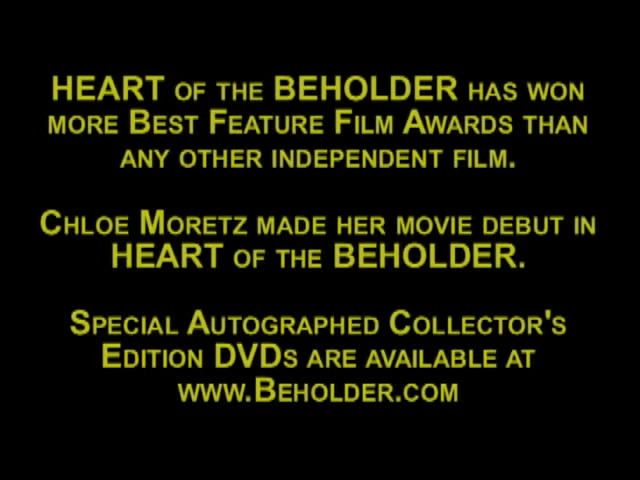 HEART OF THE BEHOLDER HAS WON
MORE BEST FEATURE FILM AWARDS THAN
ANY OTHER INDEPENDENT FILM.
CHLOE MORETZ MADE HER MOVIE DEBUT IN
HEART OF THE BEHOLDER.
SPECIAL AUTOGRAPHED COLLECTOR'S
EDITION DVDS ARE AVAILABLE AT
WWW.BEHOLDER.COM